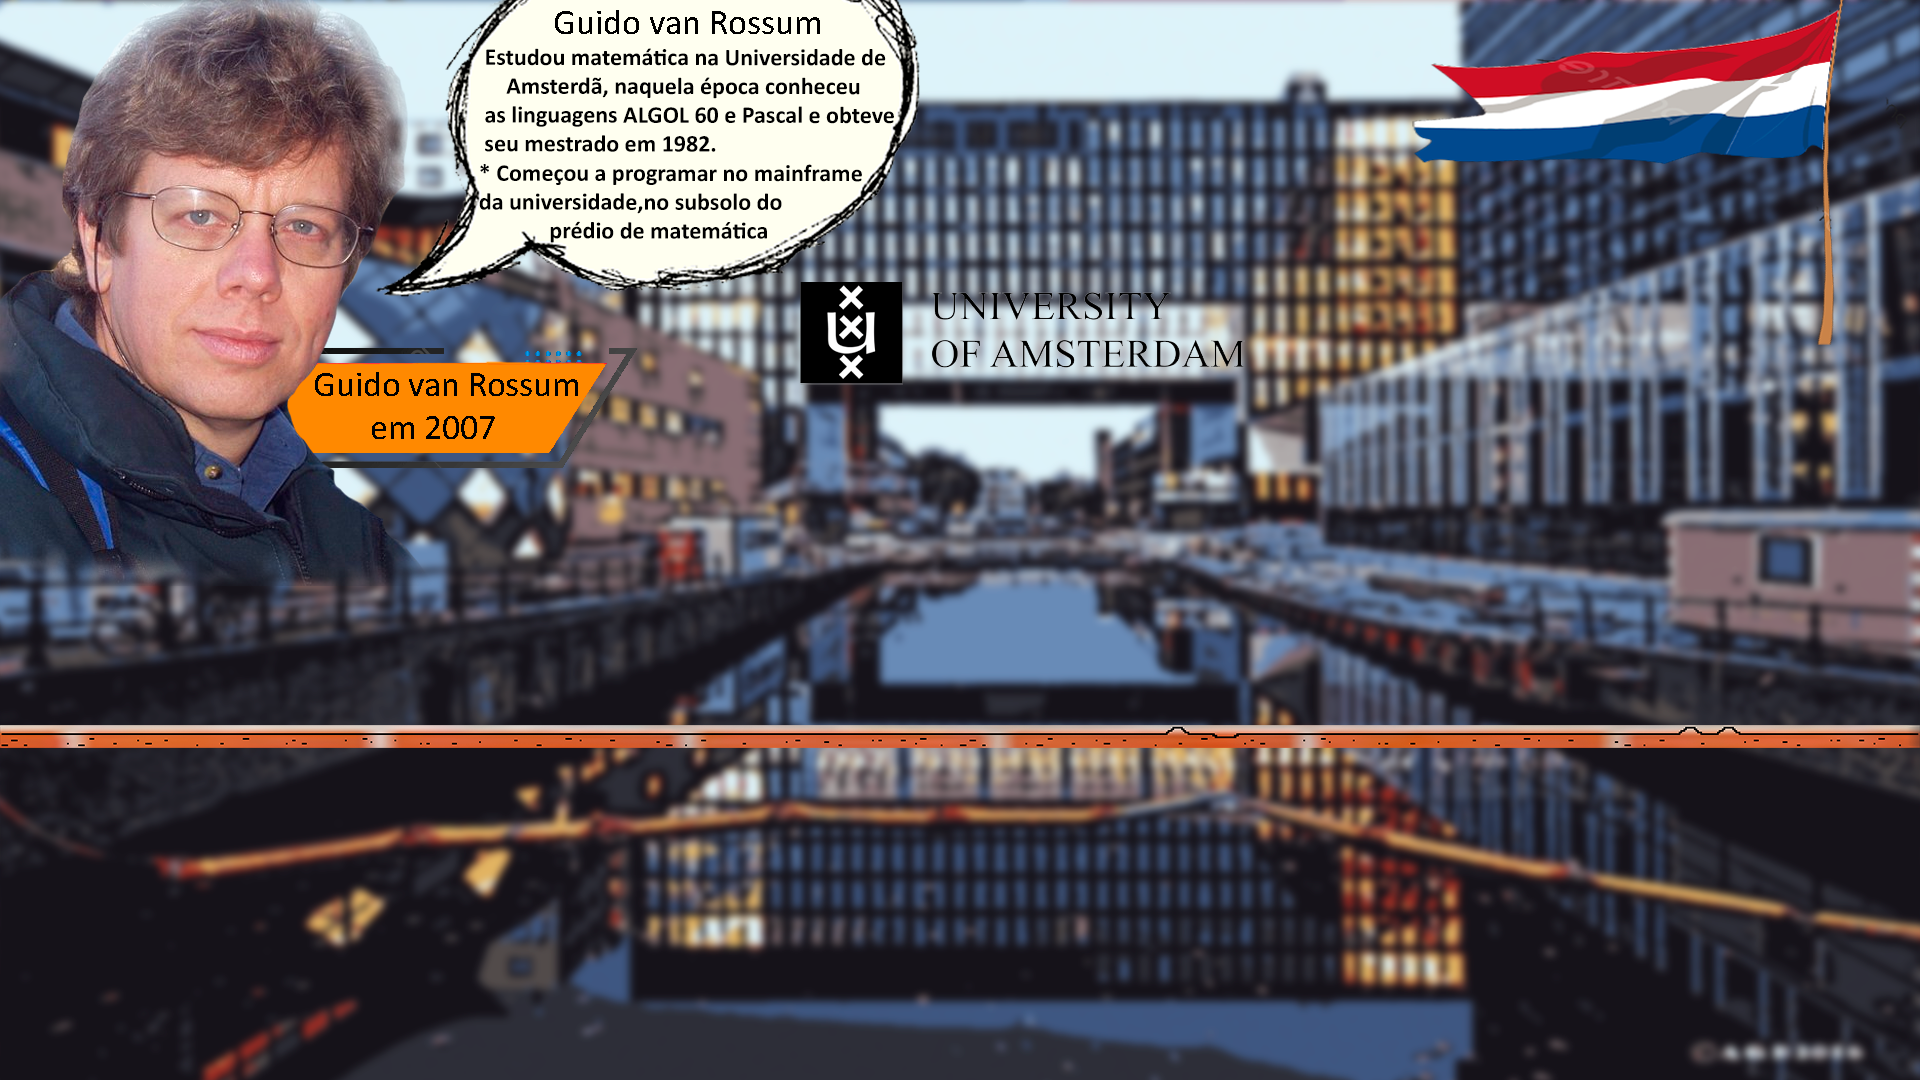 Guido van Rossum
Estudou matemática na Universidade de
Amsterdã, naquela época conheceu
as linguagens ALGOL 60 e Pascal e obteve
seu mestrado em 1982.
* Começou a programar no mainframe
da universidade,no subsolo do
prédio de matemática
UNIVERSITY
OF AMSTERDAM
Guido van Rossum
em 2007